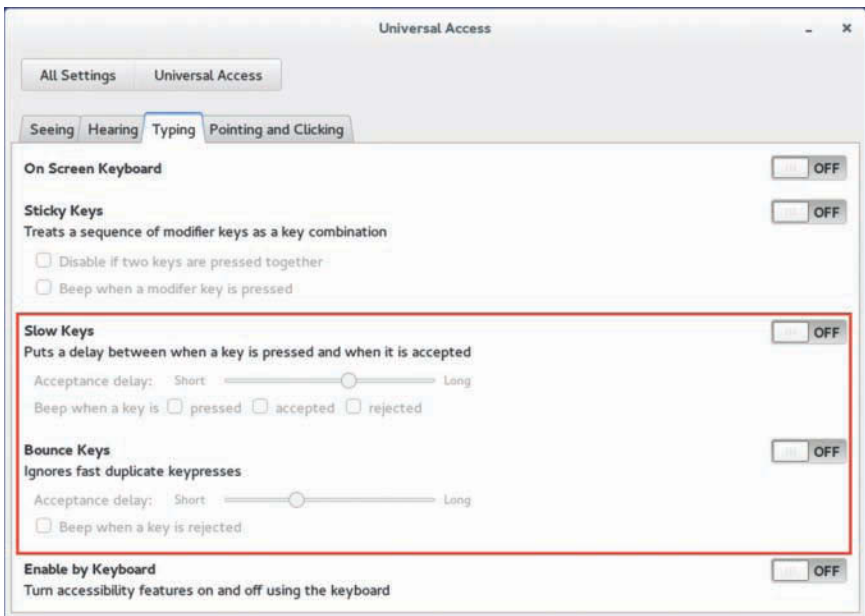 Universal Access
All Settings Universal Access
Seeing Hearing Typing Pointing and Clicking
On Screen Keyboard OFF
Sticky Keys OFF
Treats a sequence of modifier keys as a key combination
Disable if two keys are pressed together
Beep when a modifer key is pressed
Slow Keys OFF
Puts a delay between when a key is pressed and when it is accepted
Acceptance delay: Short Long
Beep when a key is pressed accepted rejected
Bounce Keys OFF
Ignores fast duplicate keypresses
Acceptance delay: Short Long
Beep when a key is rejected
Enable by Keyboard OFF
Turn accessibility features on and off using the keyboard